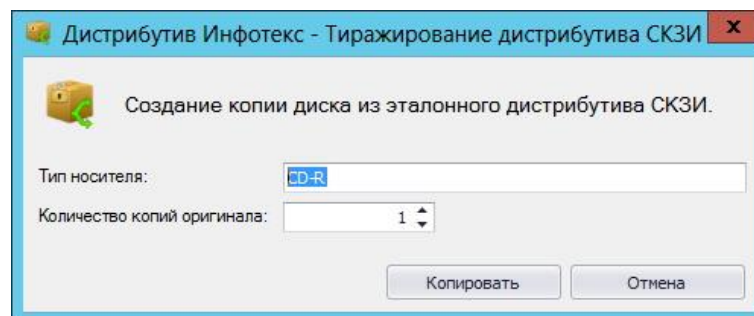 Дистрибутив Инфотекс - Тиражирование дистрибутива СКЗИ x
Создание копии диска из эталонного дистрибутива СКЗИ.
Тип носителя: CD-R
Количество копий оригинала: 1
Копировать Отмена